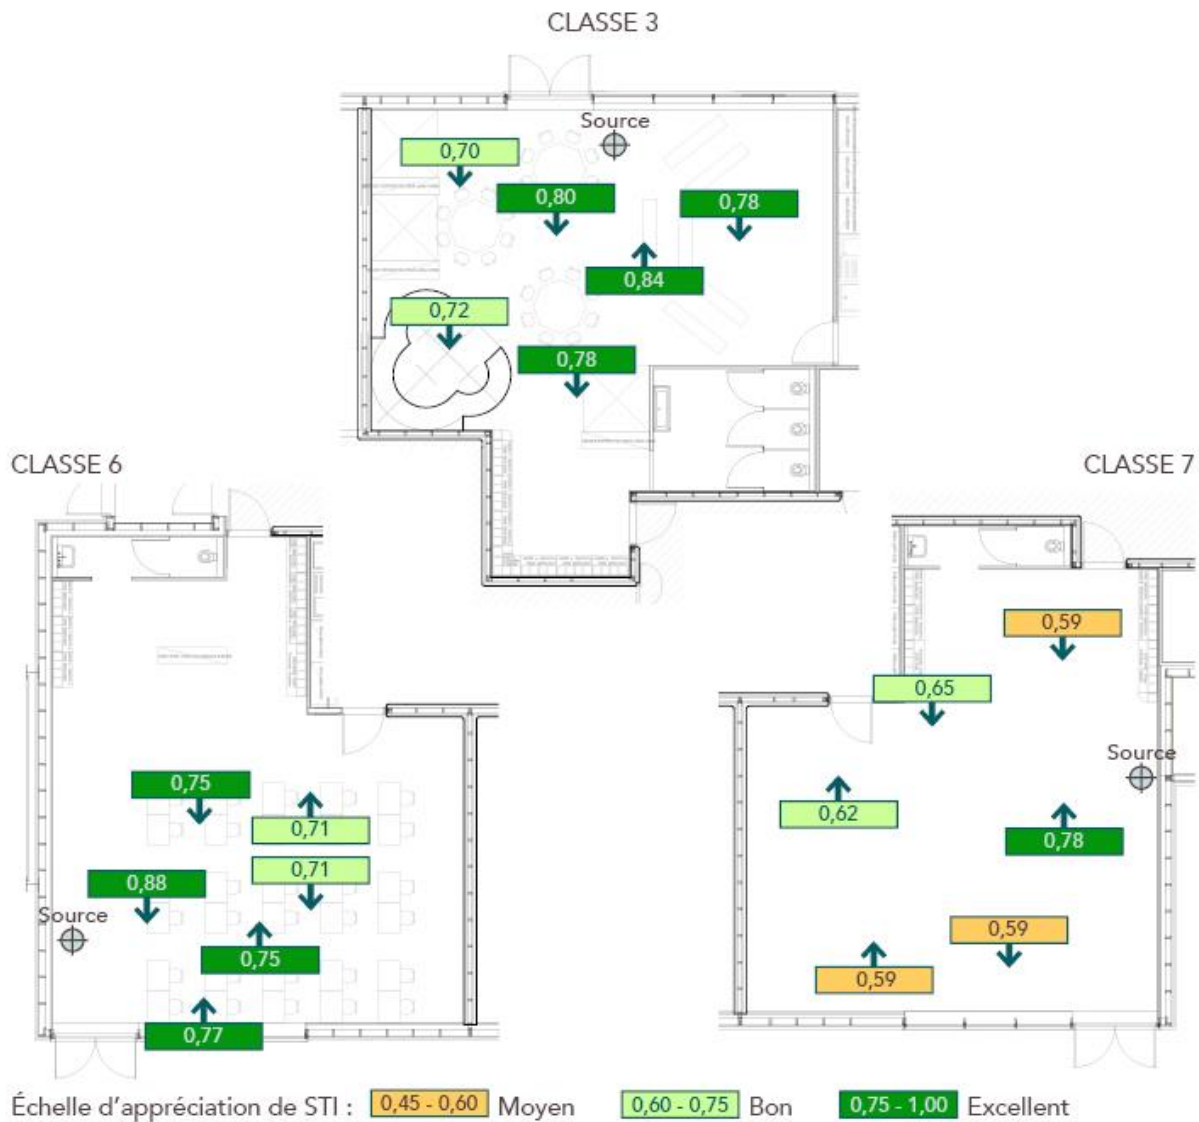 CLASSE 3
Source
0,70
0,80
0,78
0,84
0,72
0,78
CLASSE 6
CLASSE 7
0,59
0,65
Source
0,75
0,62
0,71
0,78
0,71
0,88
Source
0,59
0,75
0,59
0,77
Échelle d'appréciation de STI : 0,45 - 0,60 Moyen 0,60 - 0,75 Bon 0,75 - 1,00 Excellent